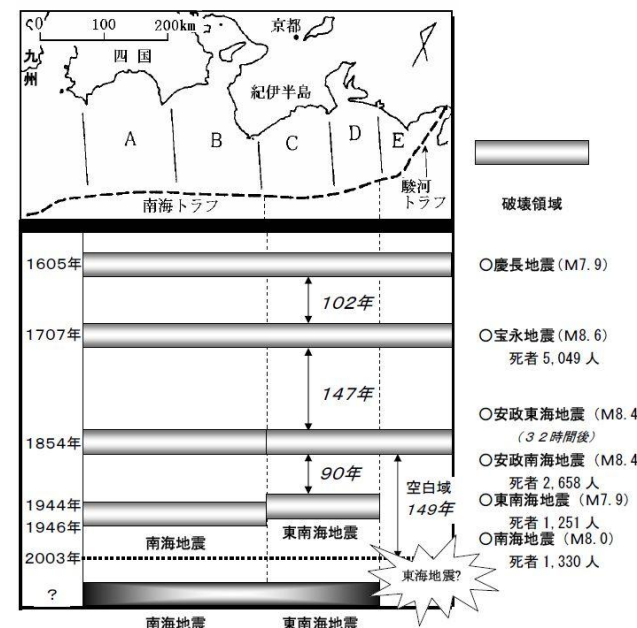 0 100 200km
京都
九州
四国
紀伊半島
A B C D E
南海トラフ
駿河
トラフ
破壊領域
1605年
○慶長地震(M7.9)
102年
1707年
○宝永地震(M8.6)
死者 5,049 人
147年
○安政東海地震(M8.4
(32時間後)
1854年
○安政南海地震(M8.4
死者 2,658 人
90年
空白域
149年
1944年
○東南海地震(M7.9)
死者 1,251 人
1946年
南海地震
東南海地震
○南海地震(M8.0)
死者 1,330 人
2003年
東海地震?
?
南海地震 東南海地震